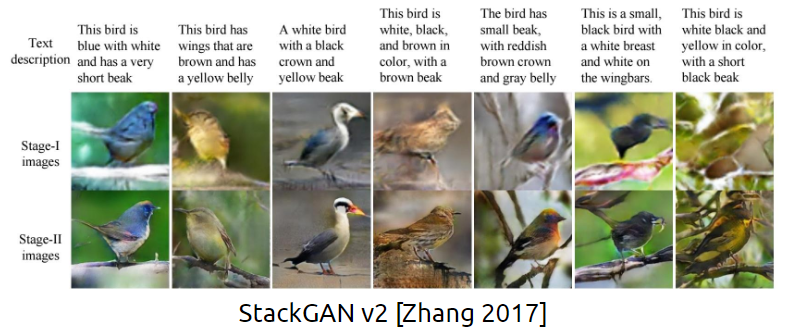 Text
description
This bird is
blue with white
and has a very
short beak
This bird has
wings that are
brown and has
a yellow belly
A white bird
with a black
crown and
yellow beak
This bird is
white, black,
and brown in
color, with a
brown beak
The bird has
small beak,
with reddish
brown crown
and gray belly
This is a small,
black bird with
a white breast
and white on
the wingbars.
This bird is
white black and
yellow in color,
with a short
black beak
Stage-I
images
Stage-II
images
StackGAN v2 [Zhang 2017]